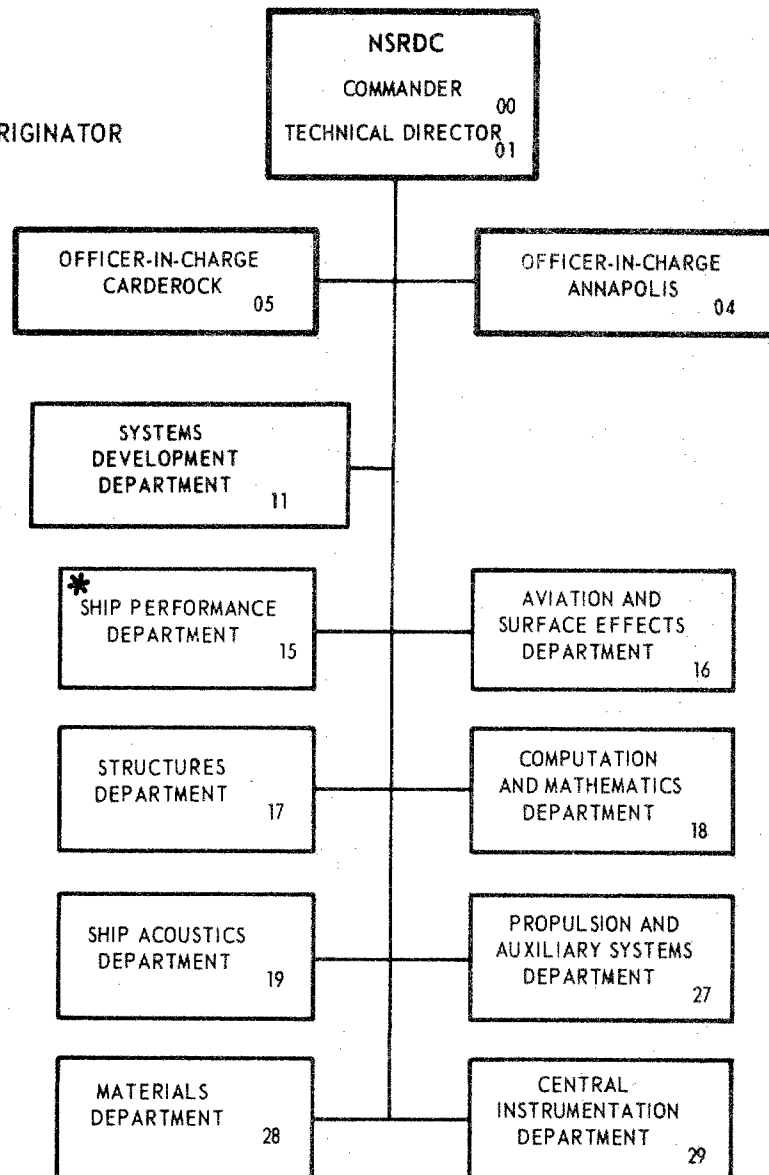 NSRDC
COMMANDER
00
TECHNICAL DIRECTOR
01
RIGINATOR
OFFICER-IN-CHARGE
CARDEROCK
05
OFFICER-IN-CHARGE
ANNAPOLIS
04
SYSTEMS
DEVELOPMENT
DEPARTMENT
11
*
SHIP PERFORMANCE
DEPARTMENT
15
AVIATION AND
SURFACE EFFECTS
DEPARTMENT
16
STRUCTURES
DEPARTMENT
17
COMPUTATION
AND MATHEMATICS
DEPARTMENT
18
SHIP ACOUSTICS
DEPARTMENT
19
PROPULSION AND
AUXILIARY SYSTEMS
DEPARTMENT
27
MATERIALS
DEPARTMENT
28
CENTRAL
INSTRUMENTATION
DEPARTMENT
29